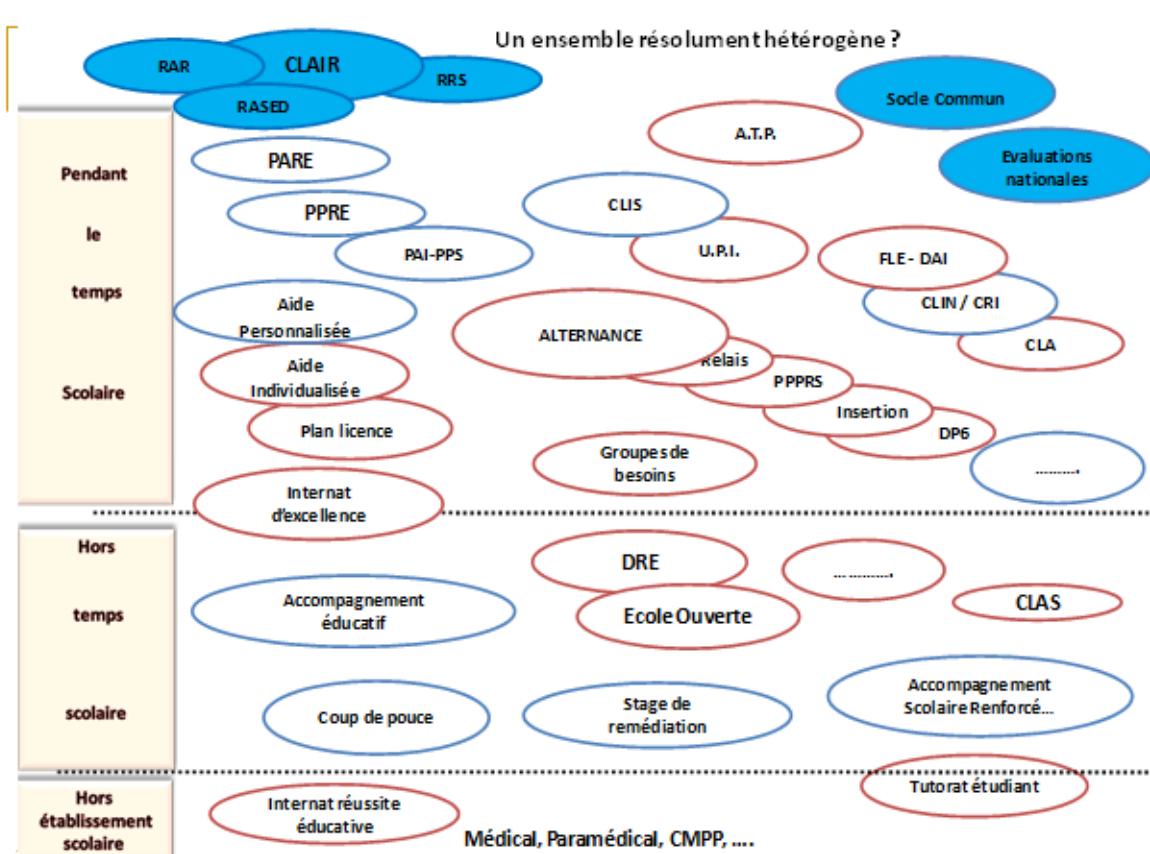 Un ensemble résolument hétérogène ?
RAR
CLAIR
RRS
RASED
Socle Commun
A.T.P.
Evaluations
nationales
Pendant
le
temps
Scolaire
PARE
PPRE
PAI-PPS
CLIS
U.P.I.
FLE - DAI
CLIN / CRI
CLA
Aide
Personnalisée
ALTERNANCE
Relais
PPPRS
Insertion
DP6
Aide
Individualisée
Plan licence
Groupes de
besoins
……….
Internat
d'excellence
Hors
temps
scolaire
DRE
………….
Accompagnement
éducatif
Ecole Ouverte
CLAS
Coup de pouce
Stage de
remédiation
Accompagnement
Scolaire Renforcé…
Hors
établissement
scolaire
Internat réussite
éducative
Tutorat étudiant
Médical, Paramédical, CMPP, ….